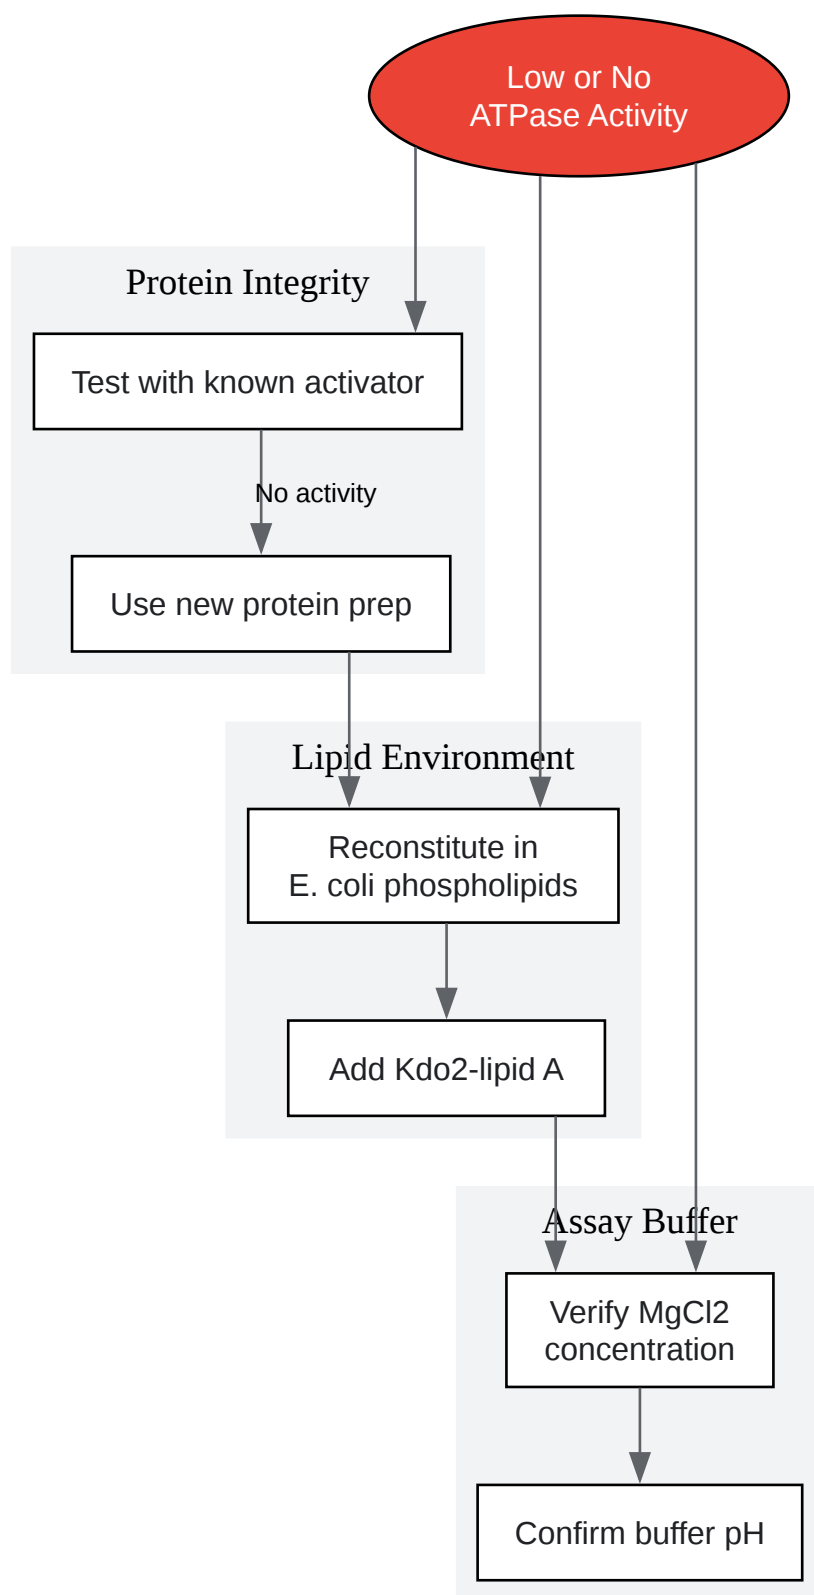 Low or No
ATPase Activity
Protein Integrity
Test with known activator
No activity
Use new protein prep
Lipid Environment
Reconstitute in
E. coli phospholipids
Add Kdo2-lipid A
Assay Buffer
Verify MgCl2
concentration
Confirm buffer pH